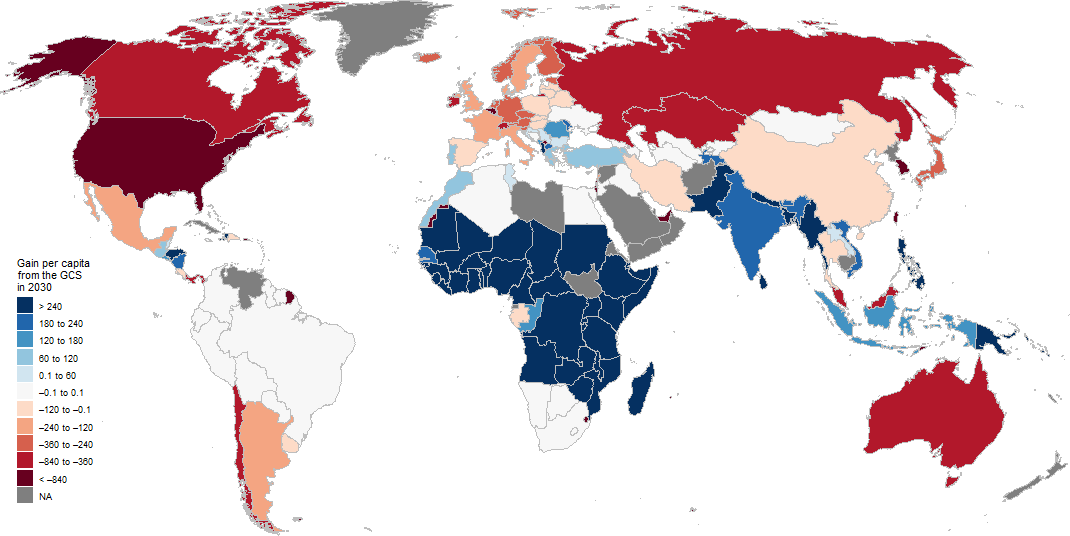 Gain per capita
from the GCS
in 2030
> 240
180 to 240
120 to 180
60 to 120
0.1 to 60
–0.1 to 0.1
–120 to –0.1
–240 to –120
–360 to –240
–840 to –360
< –840
NA